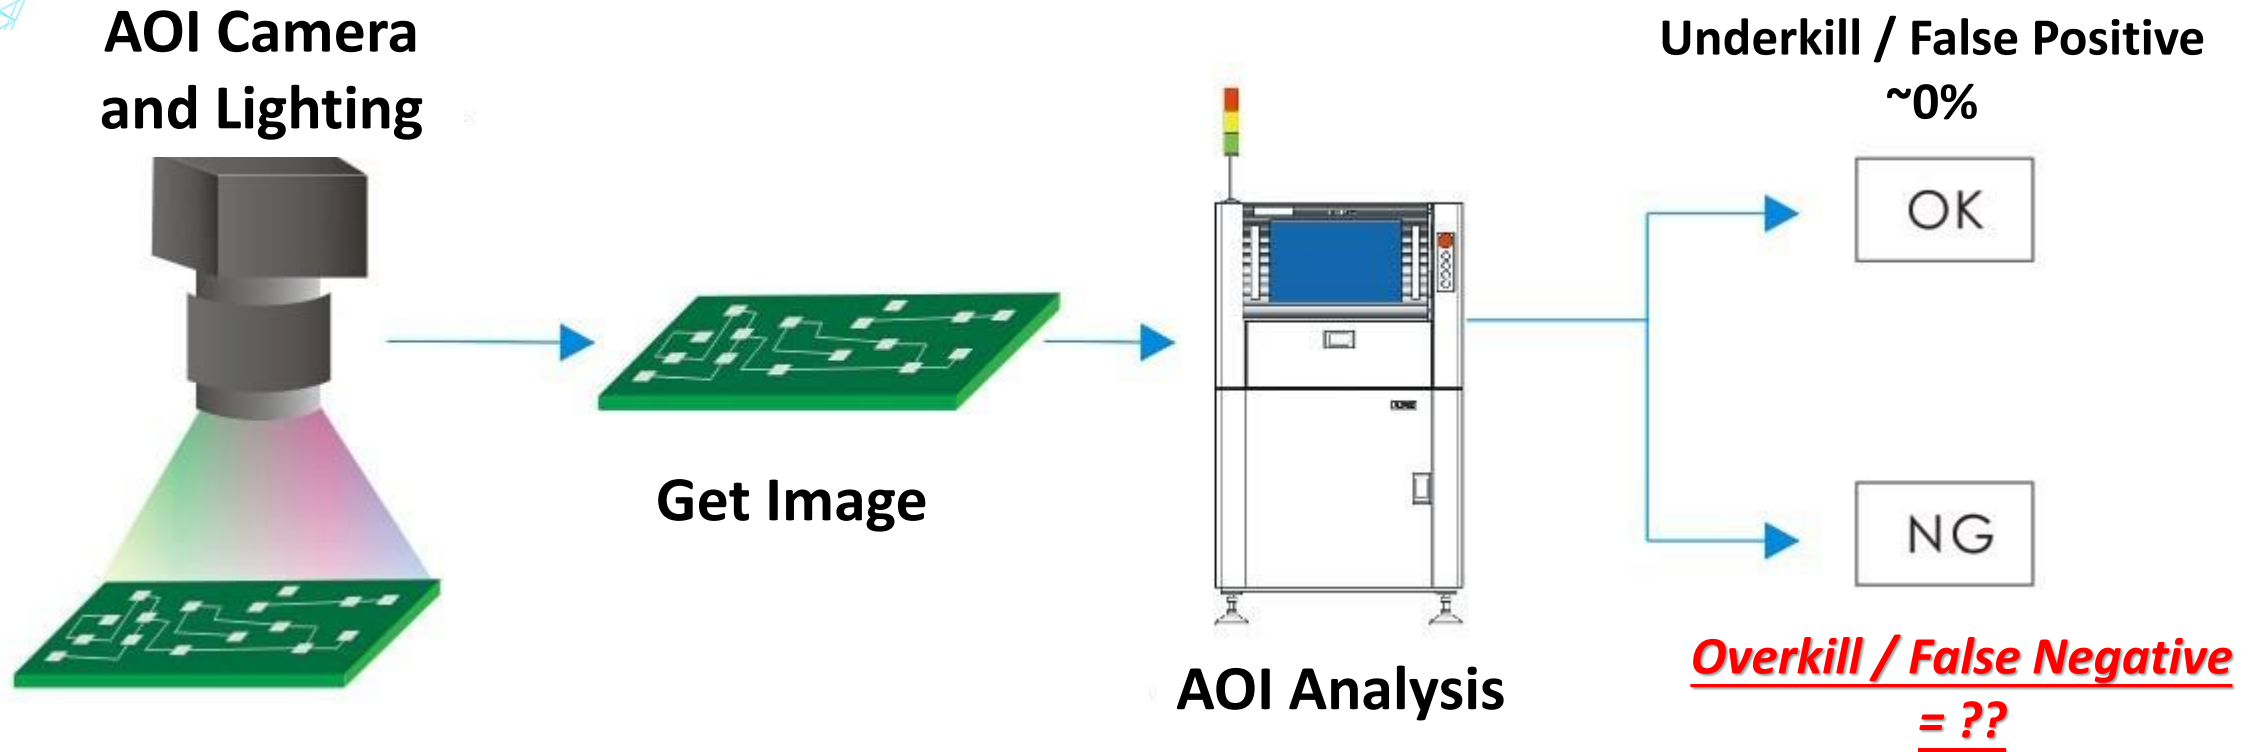 AOI Camera
and Lighting
Get Image
AOI Analysis
Underkill / False Positive
~0%
OK
NG
Overkill / False Negative
= ??